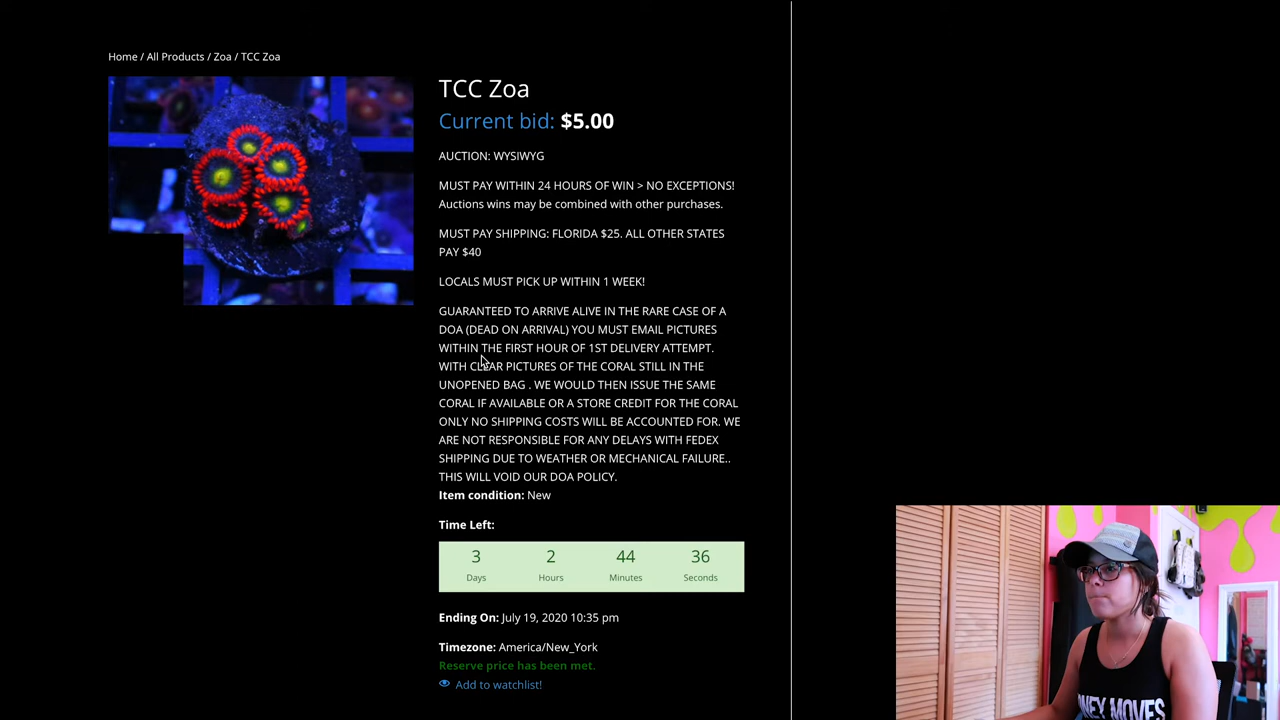 Home / All Products / Zoa / TCC Zoa
TCC Zoa
Current bid: $5.00
AUCTION: WYSIWYG
MUST PAY WITHIN 24 HOURS OF WIN > NO EXCEPTIONS!
Auctions wins may be combined with other purchases.
MUST PAY SHIPPING: FLORIDA $25. ALL OTHER STATES
PAY $40
LOCALS MUST PICK UP WITHIN 1 WEEK!
GUARANTEED TO ARRIVE ALIVE IN THE RARE CASE OF A
DOA (DEAD ON ARRIVAL) YOU MUST EMAIL PICTURES
WITHIN THE FIRST HOUR OF 1ST DELIVERY ATTEMPT.
WITH CLEAR PICTURES OF THE CORAL STILL IN THE
UNOPENED BAG . WE WOULD THEN ISSUE THE SAME
CORAL IF AVAILABLE OR A STORE CREDIT FOR THE CORAL
ONLY NO SHIPPING COSTS WILL BE ACCOUNTED FOR. WE
ARE NOT RESPONSIBLE FOR ANY DELAYS WITH FEDEX
SHIPPING DUE TO WEATHER OR MECHANICAL FAILURE..
THIS WILL VOID OUR DOA POLICY.
Item condition: New
Time Left:
3 2 44 36
Days Hours Minutes Seconds
Ending On: July 19, 2020 10:35 pm
Timezone: America/New_York
Reserve price has been met.
Add to watchlist!
MOVES